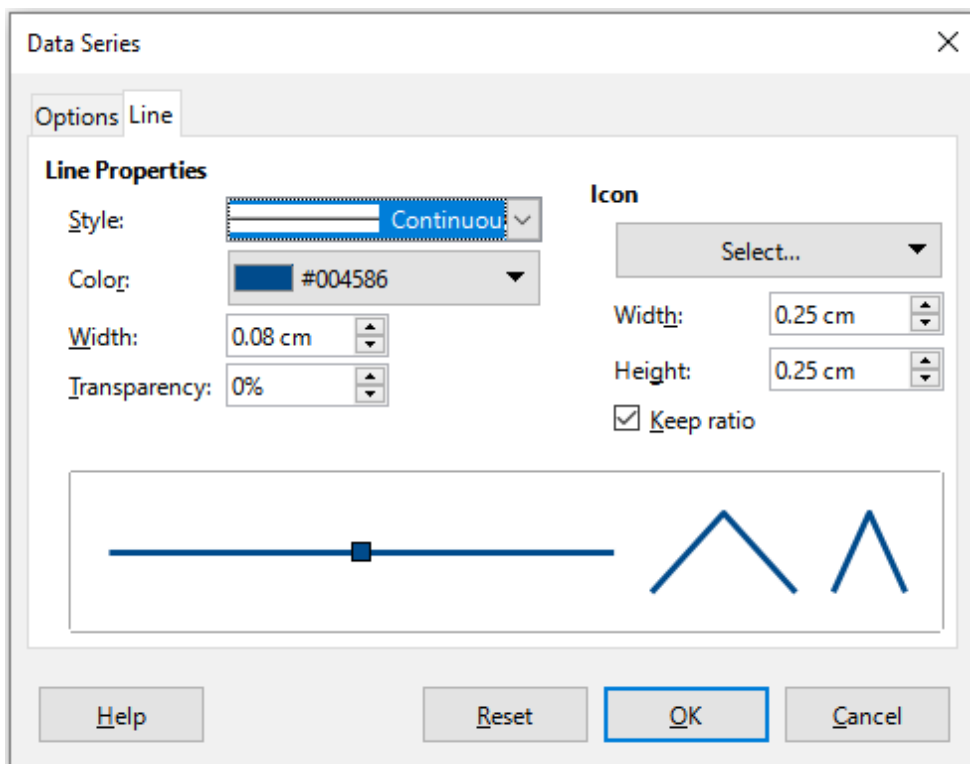 Data Series
Options Line
Line Properties
Style: Continuou
Color: #004586
Width: 0.08 cm
Transparency: 0%
Icon
Select...
Width: 0.25 cm
Height: 0.25 cm
Keep ratio
Help Reset OK Cancel